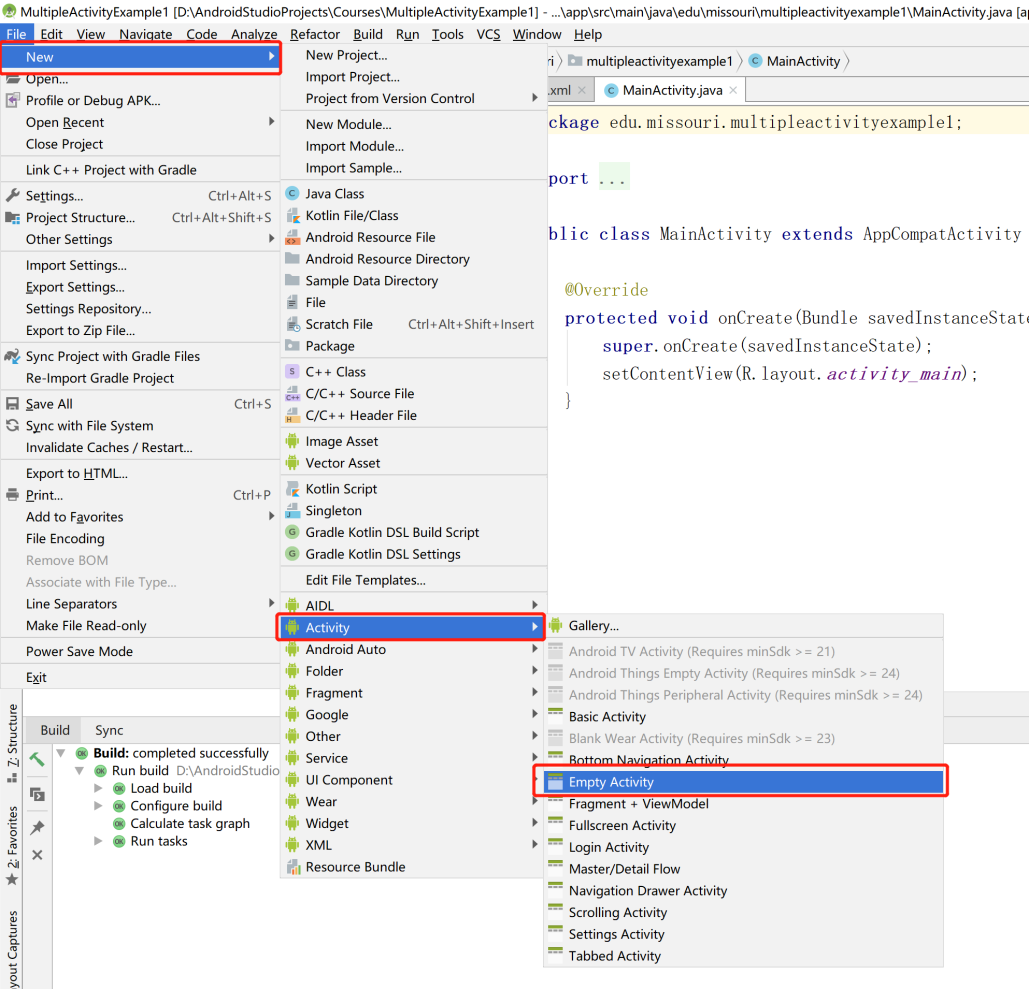 MultipleActivityExample1 [D:\AndroidStudioProjects\Courses\MultipleActivityExample1] - ...\app\src\main\java\edu\missouri\multipleactivityexample1\MainActivity.java [ap
File Edit View Navigate Code Analyze Refactor Build Run Tools VCS Window Help
New
Open...
Profile or Debug APK...
Open Recent
Close Project
Link C++ Project with Gradle
Settings... Ctrl+Alt+S
Project Structure... Ctrl+Alt+Shift+S
Other Settings
Import Settings...
Export Settings...
Settings Repository...
Export to Zip File...
Sync Project with Gradle Files
Re-Import Gradle Project
Save All Ctrl+S
Sync with File System
Invalidate Caches / Restart...
Export to HTML...
Print... Ctrl+P
Add to Favorites
File Encoding
Remove BOM
Associate with File Type...
Line Separators
Make File Read-only
Power Save Mode
Exit
New Project...
Import Project...
Project from Version Control
New Module...
Import Module...
Import Sample...
Java Class
Kotlin File/Class
Android Resource File
Android Resource Directory
Sample Data Directory
File
Scratch File Ctrl+Alt+Shift+Insert
Package
C++ Class
C/C++ Source File
C/C++ Header File
Image Asset
Vector Asset
Kotlin Script
Singleton
Gradle Kotlin DSL Build Script
Gradle Kotlin DSL Settings
Edit File Templates...
AIDL
Activity
Android Auto
Folder
Fragment
Google
Other
Service
UI Component
Wear
Widget
XML
Resource Bundle
Gallery...
Android TV Activity (Requires minSdk >= 21)
Android Things Empty Activity (Requires minSdk >= 24)
Android Things Peripheral Activity (Requires minSdk >= 24)
Basic Activity
Blank Wear Activity (Requires minSdk >= 23)
Bottom Navigation Activity
Empty Activity
Fragment + ViewModel
Fullscreen Activity
Login Activity
Master/Detail Flow
Navigation Drawer Activity
Scrolling Activity
Settings Activity
Tabbed Activity
ri multipleactivityexample1 MainActivity
.xml MainActivity.java
ckage edu.missouri.multipleactivityexample1;
port ...
blic class MainActivity extends AppCompatActivity
@Override
protected void onCreate(Bundle savedInstanceState
super.onCreate(savedInstanceState);
setContentView(R.layout.activity_main);
}
Build Sync
Build: completed successfully
Run build D:\AndroidStudio
Load build
Configure build
Calculate task graph
Run tasks
Z: Structure
2: Favorites
yout Captures